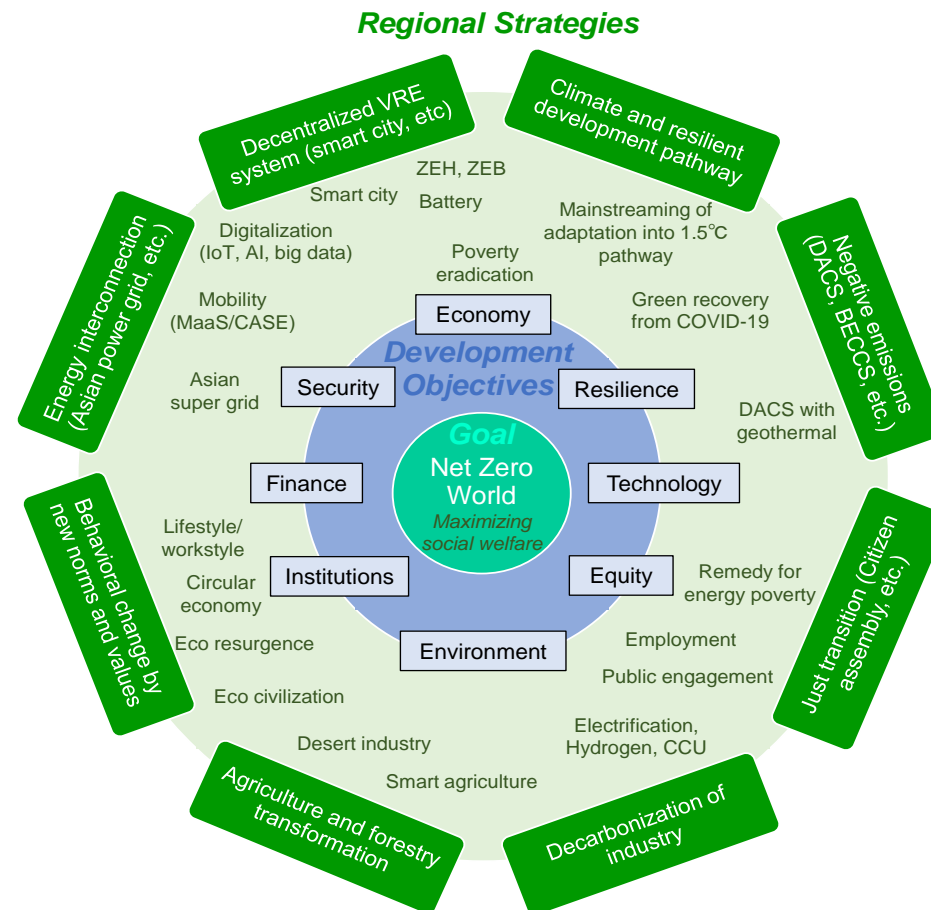 Regional Strategies
Decentralized VRE
system (smart city, etc)
Climate and resilient
development pathway
Energy interconnection
(Asian power grid, etc.)
Negative emissions
(DACS, BECCS, etc.)
ZEH, ZEB
Smart city
Battery
Digitalization
(IoT, AI, big data)
Mainstreaming of
adaptation into 1.5℃
pathway
Poverty
eradication
Mobility
(MaaS/CASE)
Green recovery
from COVID-19
Economy
Development
Objectives
Security
Resilience
Asian
super grid
DACS with
geothermal
Goal
Net Zero
World
Maximizing
social welfare
Finance
Technology
Lifestyle/
workstyle
Institutions
Equity
Circular
economy
Remedy for
energy poverty
Eco resurgence
Environment
Employment
Public engagement
Eco civilization
Behavioral change by
new norms and values
Just transition (Citizen
assembly, etc.)
Desert industry
Electrification,
Hydrogen, CCU
Smart agriculture
Agriculture and forestry
transformation
Decarbonization of
industry